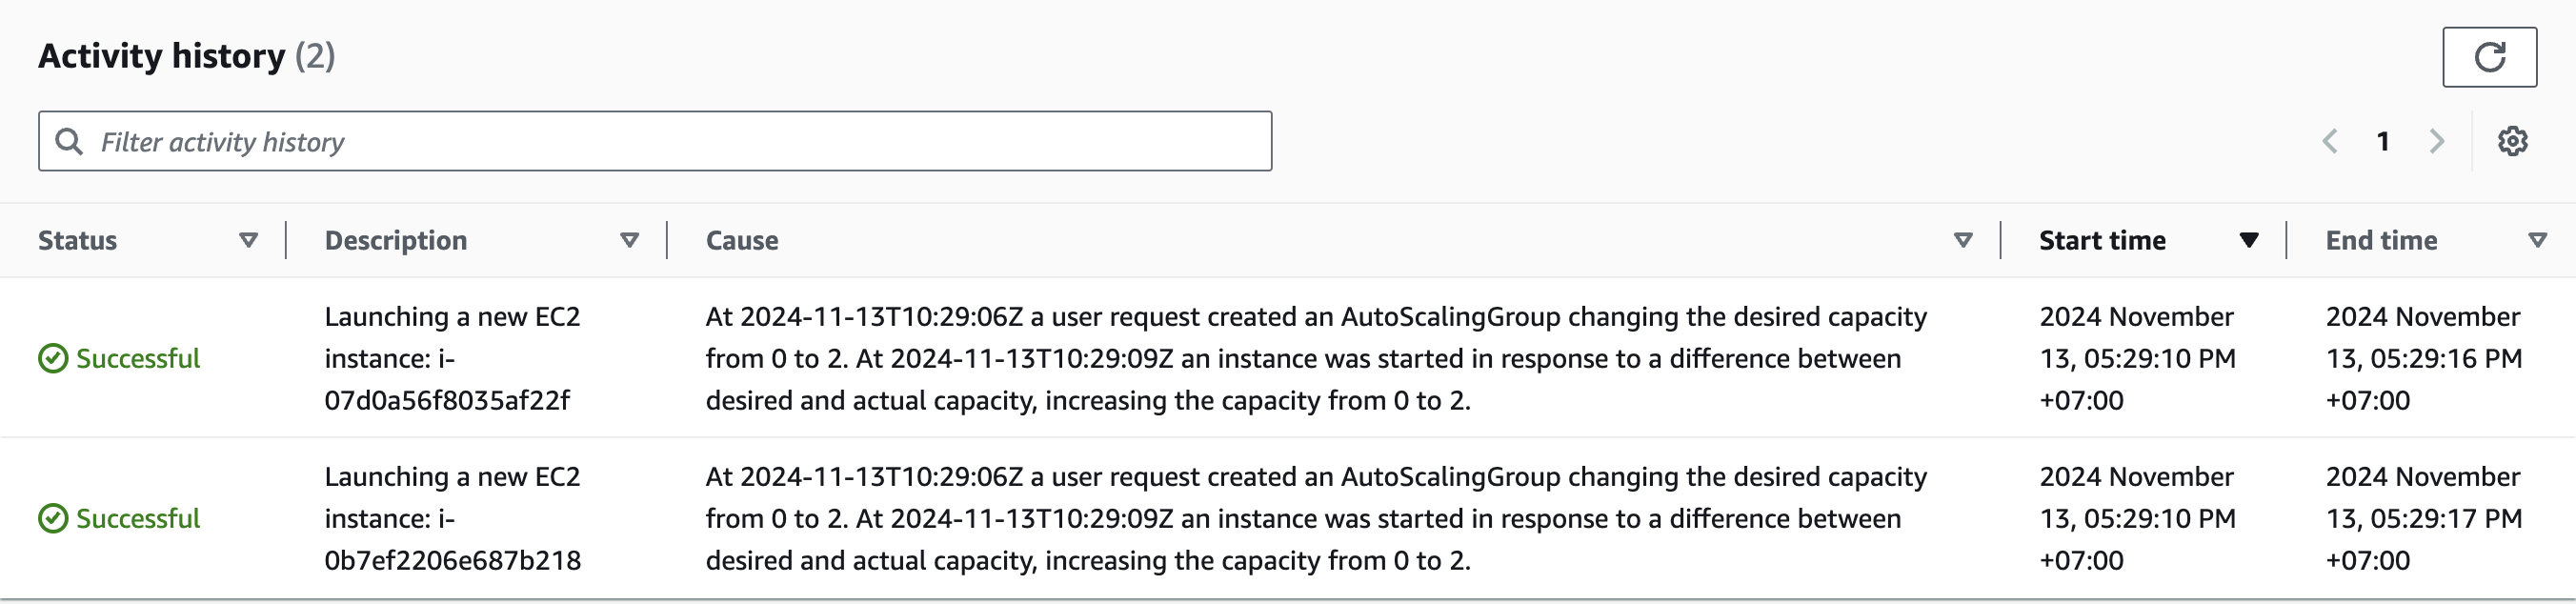 Activity history (2)
Filter activity history
1
Status
Description
Cause
Start time
End time
Successful
Launching a new EC2
instance: i-
07d0a56f8035af22f
At 2024-11-13T10:29:06Z a user request created an AutoScalingGroup changing the desired capacity
from 0 to 2. At 2024-11-13T10:29:09Z an instance was started in response to a difference between
desired and actual capacity, increasing the capacity from 0 to 2.
2024 November
13, 05:29:10 PM
+07:00
2024 November
13, 05:29:16 PM
+07:00
Successful
Launching a new EC2
instance: i-
0b7ef2206e687b218
At 2024-11-13T10:29:06Z a user request created an AutoScalingGroup changing the desired capacity
from 0 to 2. At 2024-11-13T10:29:09Z an instance was started in response to a difference between
desired and actual capacity, increasing the capacity from 0 to 2.
2024 November
13, 05:29:10 PM
+07:00
2024 November
13, 05:29:17 PM
+07:00